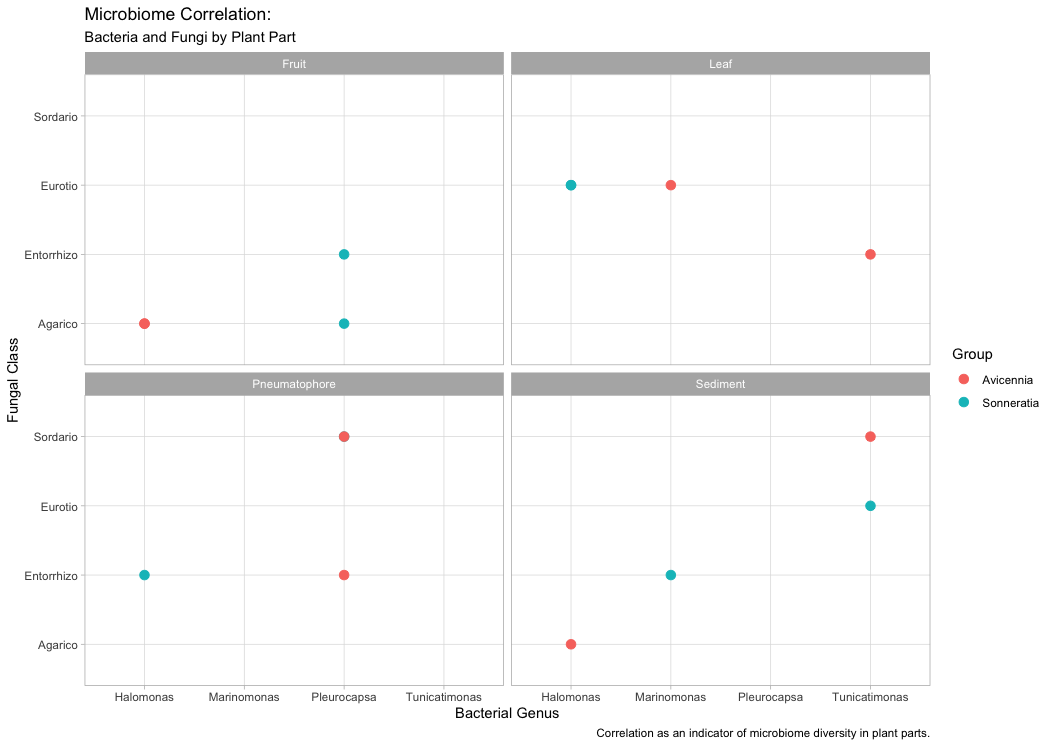 Microbiome Correlation:
Bacteria and Fungi by Plant Part
Fruit
Leaf
Sordario
Eurotio
Entorrhizo
Agarico
Pneumatophore
Sediment
Sordario
Eurotio
Entorrhizo
Agarico
Fungal Class
Halomonas
Marinomonas
Pleurocapsa
Tunicatimonas
Halomonas
Marinomonas
Pleurocapsa
Tunicatimonas
Bacterial Genus
Group
Avicennia
Sonneratia
Correlation as an indicator of microbiome diversity in plant parts.